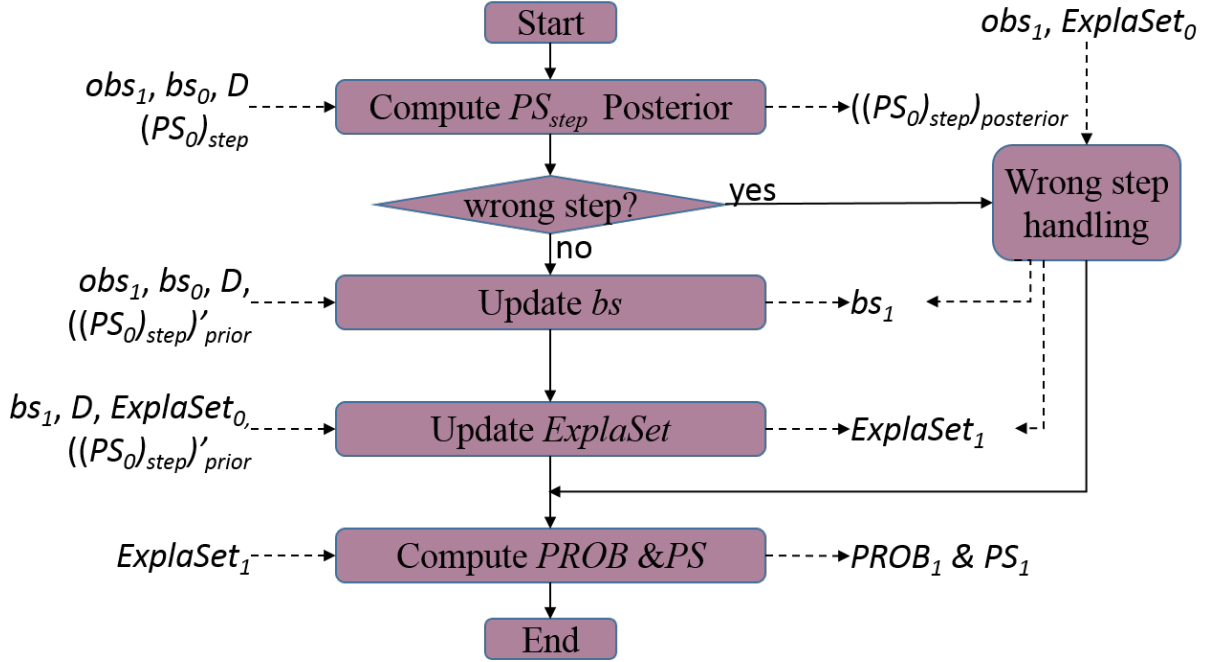 Start
obs₁, ExplaSet₀
obs₁, bs₀, D
(PS₀)step
Compute PSstep Posterior
((PS₀)step)posterior
wrong step?
yes
Wrong step
handling
no
obs₁, bs₀, D,
((PS₀)step)’prior
Update bs
bs₁
bs₁, D, ExplaSet₀,
((PS₀)step)’prior
Update ExplaSet
ExplaSet₁
ExplaSet₁
Compute PROB &PS
PROB₁ & PS₁
End